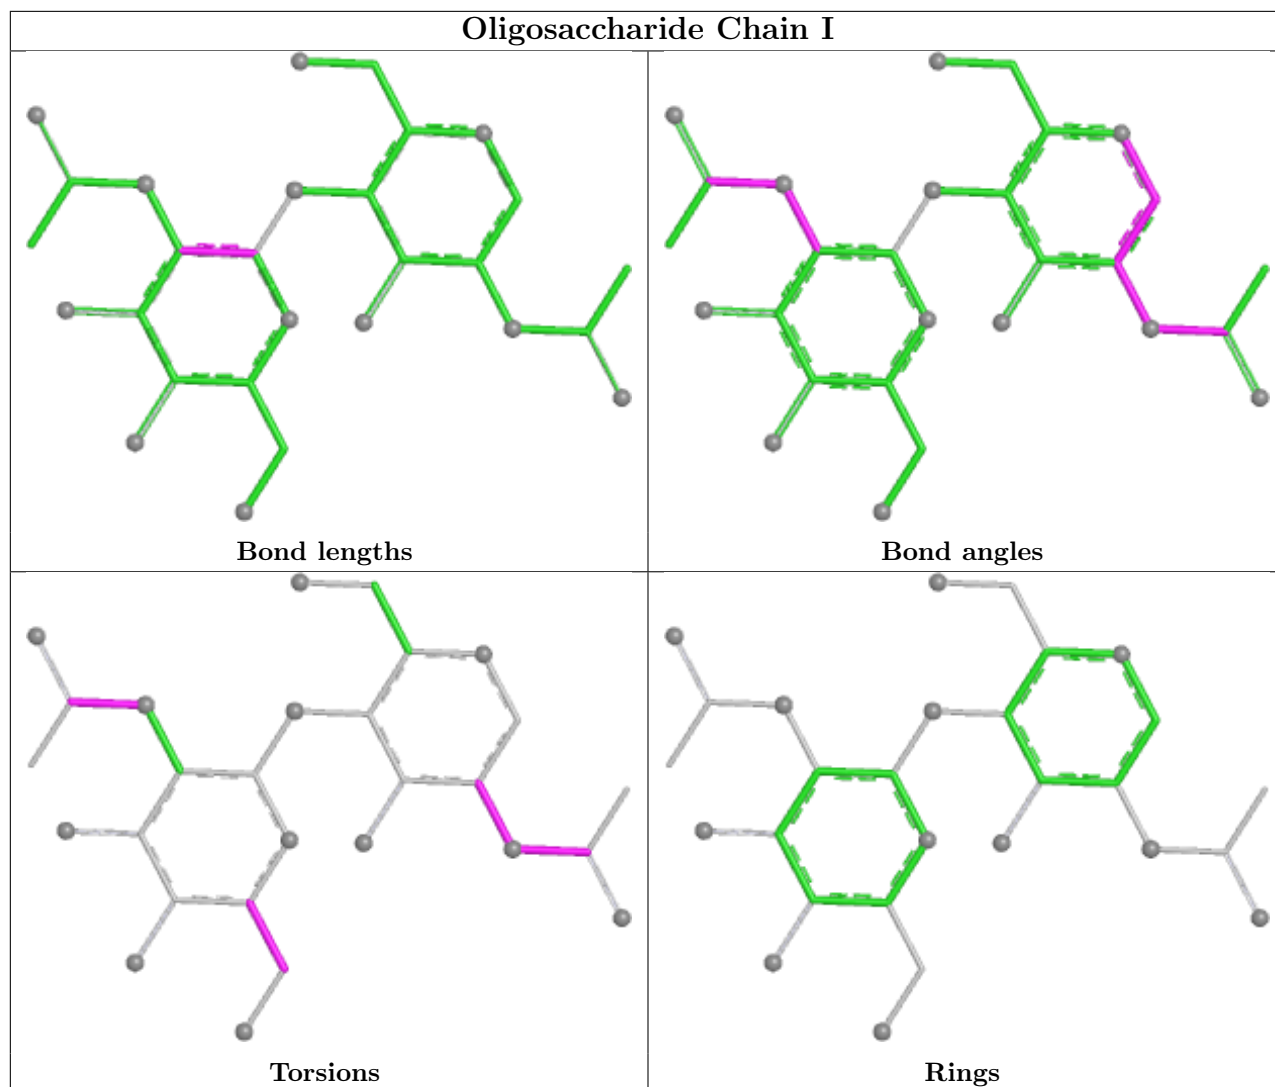 Oligosaccharide Chain I
Bond lengths
Bond angles
Torsions
Rings